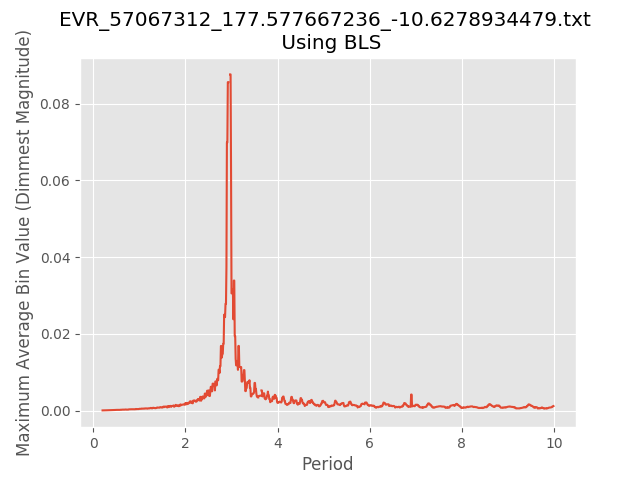 EVR_57067312_177.577667236_-10.6278934479.txt
Using BLS
Maximum Average Bin Value (Dimmest Magnitude)
0.08
0.06
0.04
0.02
0.00
0 2 4 6 8 10
Period